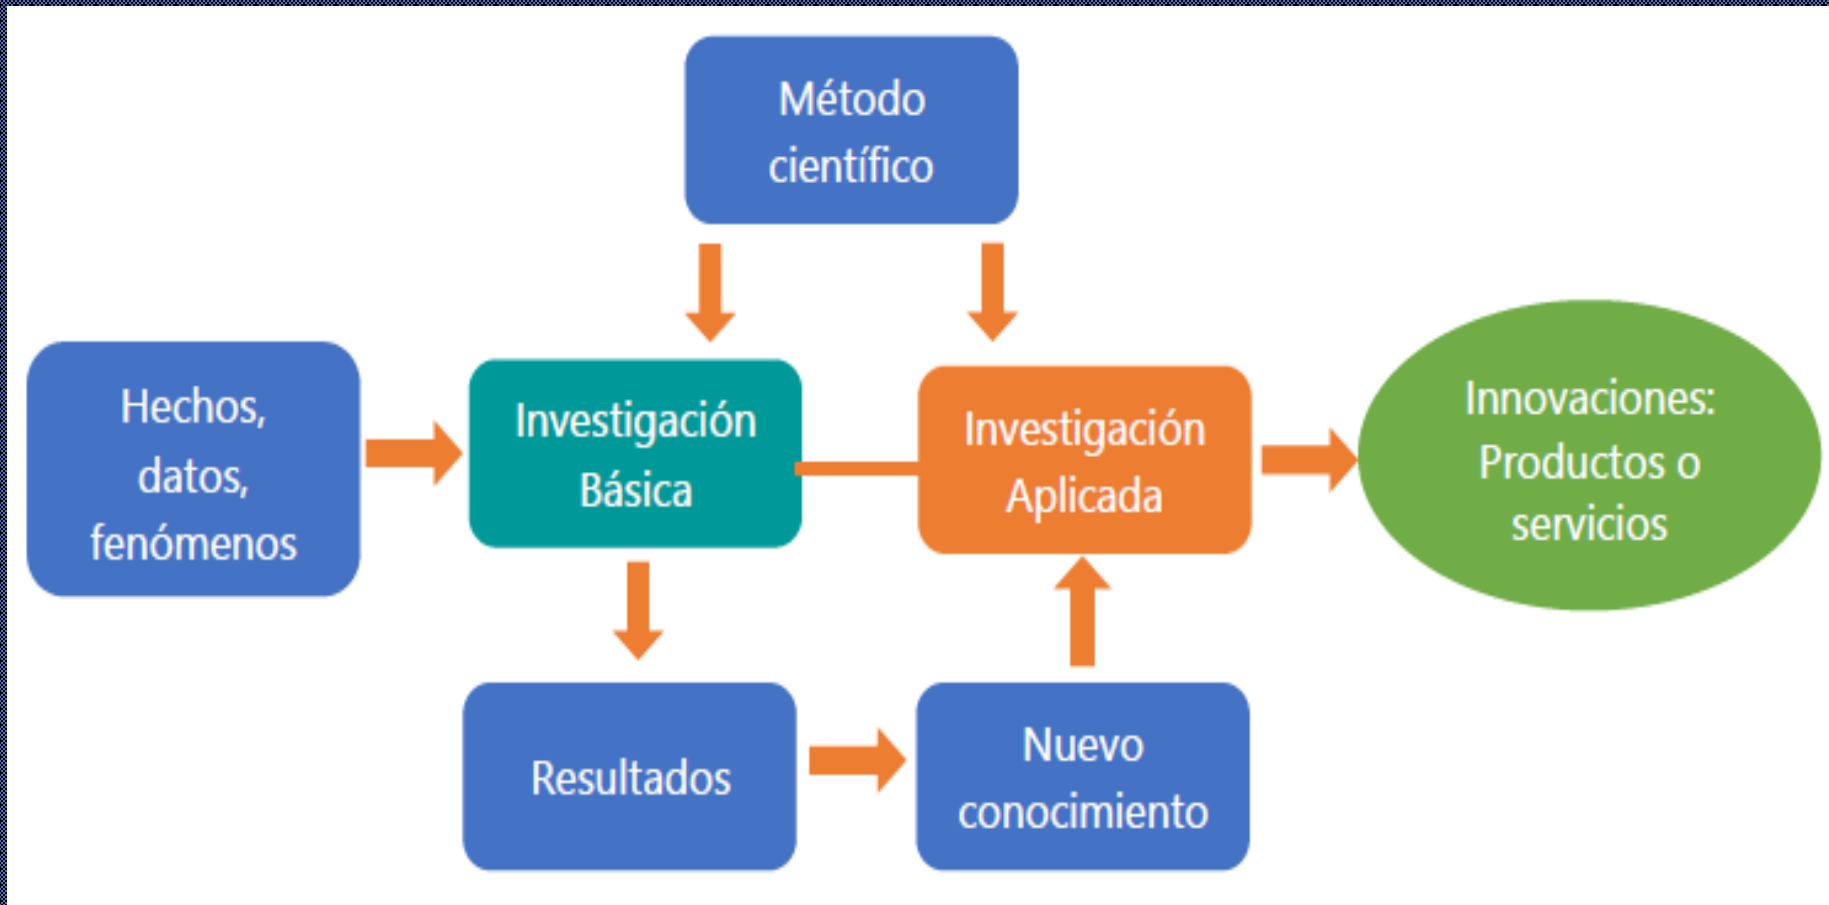 Método
científico
Hechos,
datos,
fenómenos
Investigación
Básica
Investigación
Aplicada
Innovaciones:
Productos o
servicios
Resultados
Nuevo
conocimiento